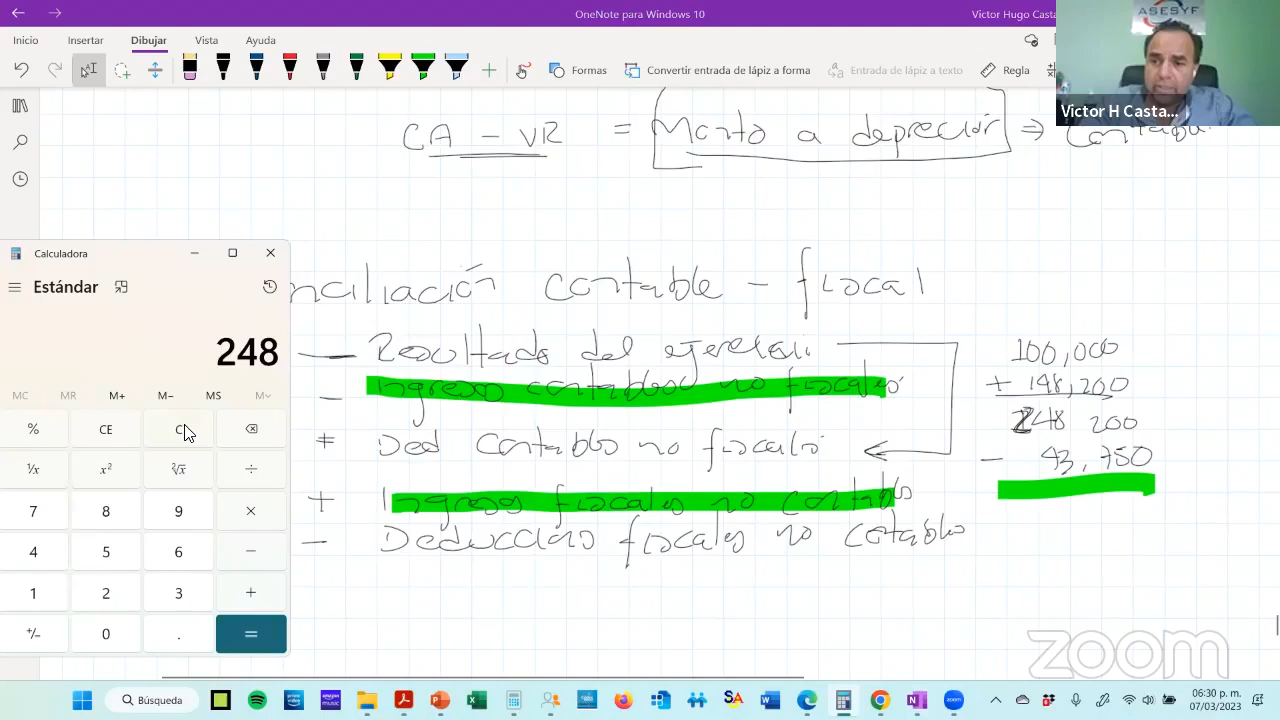 OneNote para Windows 10
Victor Hugo Casta
ASESYF
Victor H Casta...
Inicio Insertar Dibujar Vista Ayuda
Formas Convertir entrada de lápiz a forma Entrada de lápiz a texto Regla
CA - VR = Monto a depreciar ⇒
Calculadora
Estándar
248
MC MR M+ M- MS M˅
% CE C
¹/x x² ²√x ÷
7 8 9 ×
4 5 6 −
1 2 3 +
+/− 0 . =
nciliación contable - fiscal
— Resultado del ejercicio
- Ingresos contables no fiscales
+ Ded Contables no fiscales
+ Ingresos fiscales no contables
- Deducciones fiscales no contables
100,000
+ 148,200
248 200
- 43,750
zoom
Búsqueda
06:30 p. m.
07/03/2023